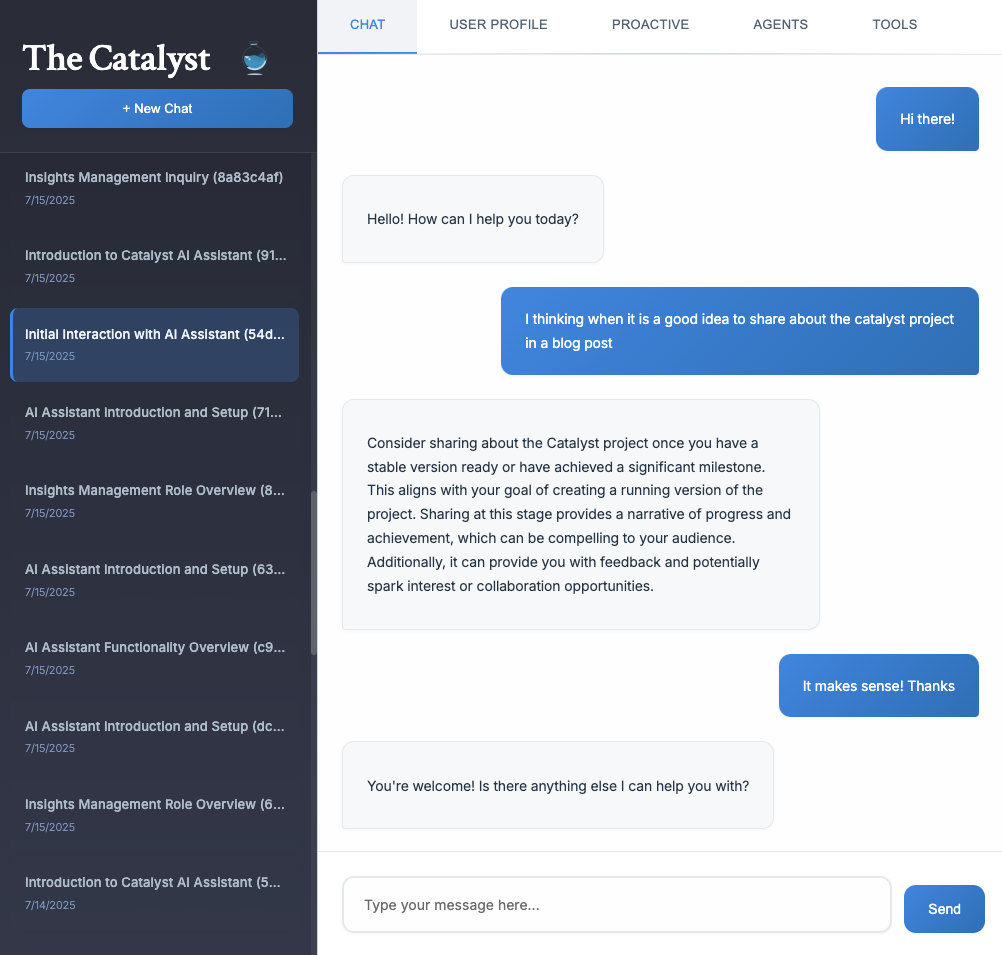 The Catalyst
+ New Chat
Insights Management Inquiry (8a83c4af)
7/15/2025
Introduction to Catalyst AI Assistant (91...
7/15/2025
Initial Interaction with AI Assistant (54d...
7/15/2025
AI Assistant Introduction and Setup (71...
7/15/2025
Insights Management Role Overview (8...
7/15/2025
AI Assistant Introduction and Setup (63...
7/15/2025
AI Assistant Functionality Overview (c9...
7/15/2025
AI Assistant Introduction and Setup (dc...
7/15/2025
Insights Management Role Overview (6...
7/15/2025
Introduction to Catalyst AI Assistant (5...
7/14/2025
CHAT
USER PROFILE
PROACTIVE
AGENTS
TOOLS
Hi there!
Hello! How can I help you today?
I thinking when it is a good idea to share about the catalyst project
in a blog post
Consider sharing about the Catalyst project once you have a
stable version ready or have achieved a significant milestone.
This aligns with your goal of creating a running version of the
project. Sharing at this stage provides a narrative of progress and
achievement, which can be compelling to your audience.
Additionally, it can provide you with feedback and potentially
spark interest or collaboration opportunities.
It makes sense! Thanks
You're welcome! Is there anything else I can help you with?
Type your message here...
Send